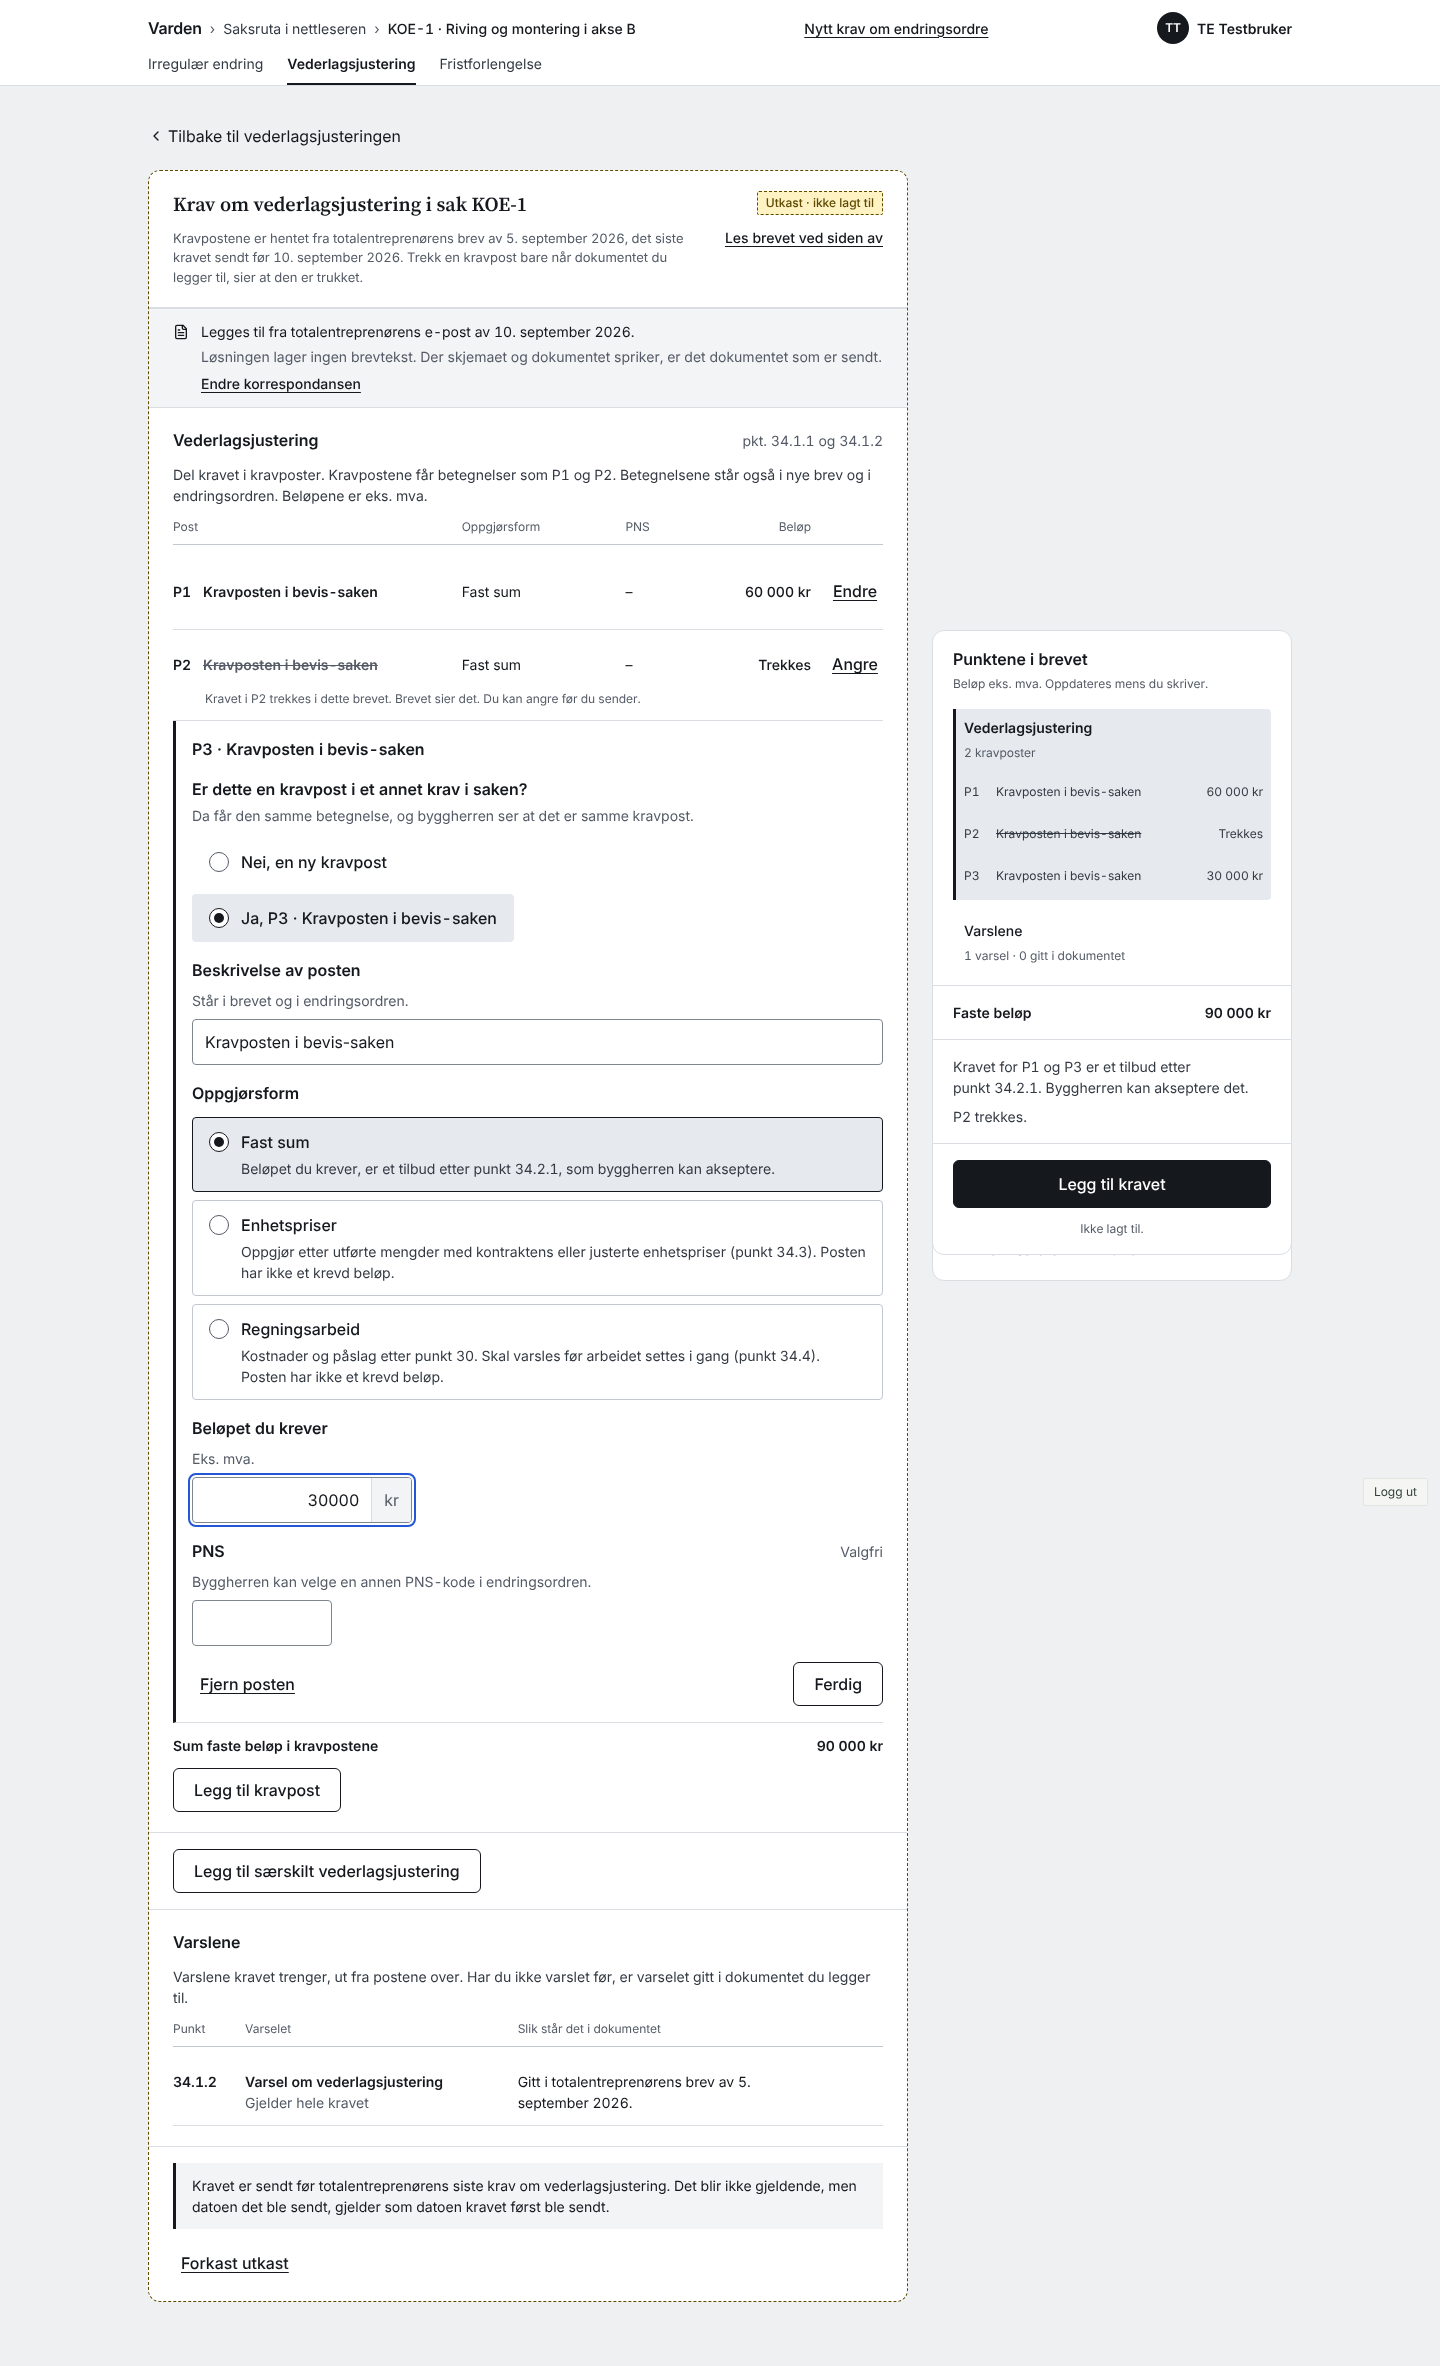 Varden › Saksruta i nettleseren › KOE-1 · Riving og montering i akse B
Nytt krav om endringsordre
TT TE Testbruker
Irregulær endring Vederlagsjustering Fristforlengelse
Tilbake til vederlagsjusteringen
Krav om vederlagsjustering i sak KOE-1
Utkast · ikke lagt til
Kravpostene er hentet fra totalentreprenørens brev av 5. september 2026, det siste
kravet sendt før 10. september 2026. Trekk en kravpost bare når dokumentet du
legger til, sier at den er trukket.
Les brevet ved siden av
Legges til fra totalentreprenørens e-post av 10. september 2026.
Løsningen lager ingen brevtekst. Der skjemaet og dokumentet spriker, er det dokumentet som er sendt.
Endre korrespondansen
Vederlagsjustering pkt. 34.1.1 og 34.1.2
Del kravet i kravposter. Kravpostene får betegnelser som P1 og P2. Betegnelsene står også i nye brev og i
endringsordren. Beløpene er eks. mva.
Post Oppgjørsform PNS Beløp
P1 Kravposten i bevis-saken Fast sum – 60 000 kr Endre
P2 Kravposten i bevis-saken Fast sum – Trekkes Angre
Kravet i P2 trekkes i dette brevet. Brevet sier det. Du kan angre før du sender.
P3 · Kravposten i bevis-saken
Er dette en kravpost i et annet krav i saken?
Da får den samme betegnelse, og byggherren ser at det er samme kravpost.
Nei, en ny kravpost
Ja, P3 · Kravposten i bevis-saken
Beskrivelse av posten
Står i brevet og i endringsordren.
Kravposten i bevis-saken
Oppgjørsform
Fast sum
Beløpet du krever, er et tilbud etter punkt 34.2.1, som byggherren kan akseptere.
Enhetspriser
Oppgjør etter utførte mengder med kontraktens eller justerte enhetspriser (punkt 34.3). Posten
har ikke et krevd beløp.
Regningsarbeid
Kostnader og påslag etter punkt 30. Skal varsles før arbeidet settes i gang (punkt 34.4).
Posten har ikke et krevd beløp.
Beløpet du krever
Eks. mva.
30000 kr
PNS Valgfri
Byggherren kan velge en annen PNS-kode i endringsordren.
Fjern posten Ferdig
Sum faste beløp i kravpostene 90 000 kr
Legg til kravpost
Legg til særskilt vederlagsjustering
Varslene
Varslene kravet trenger, ut fra postene over. Har du ikke varslet før, er varselet gitt i dokumentet du legger
til.
Punkt Varselet Slik står det i dokumentet
34.1.2 Varsel om vederlagsjustering Gitt i totalentreprenørens brev av 5.
Gjelder hele kravet september 2026.
Kravet er sendt før totalentreprenørens siste krav om vederlagsjustering. Det blir ikke gjeldende, men
datoen det ble sendt, gjelder som datoen kravet først ble sendt.
Forkast utkast
Punktene i brevet
Beløp eks. mva. Oppdateres mens du skriver.
Vederlagsjustering
2 kravposter
P1 Kravposten i bevis-saken 60 000 kr
P2 Kravposten i bevis-saken Trekkes
P3 Kravposten i bevis-saken 30 000 kr
Varslene
1 varsel · 0 gitt i dokumentet
Faste beløp 90 000 kr
Kravet for P1 og P3 er et tilbud etter
punkt 34.2.1. Byggherren kan akseptere det.
P2 trekkes.
Legg til kravet
Ikke lagt til.
Logg ut